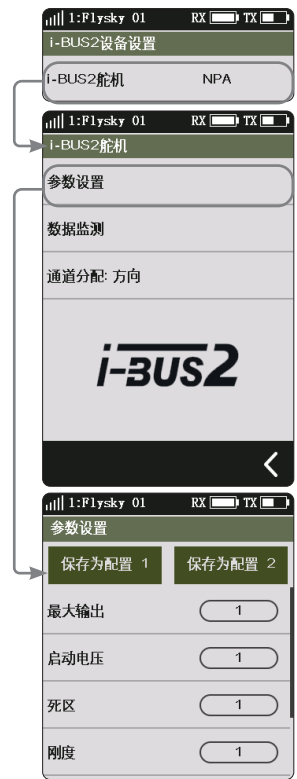 1:Flysky 01 RX TX
i-BUS2设备设置
i-BUS2舵机 NPA
1:Flysky 01 RX TX
i-BUS2舵机
参数设置
数据监测
通道分配: 方向
i-BUS2
1:Flysky 01 RX TX
参数设置
保存为配置 1 保存为配置 2
最大输出 1
启动电压 1
死区 1
刚度 1